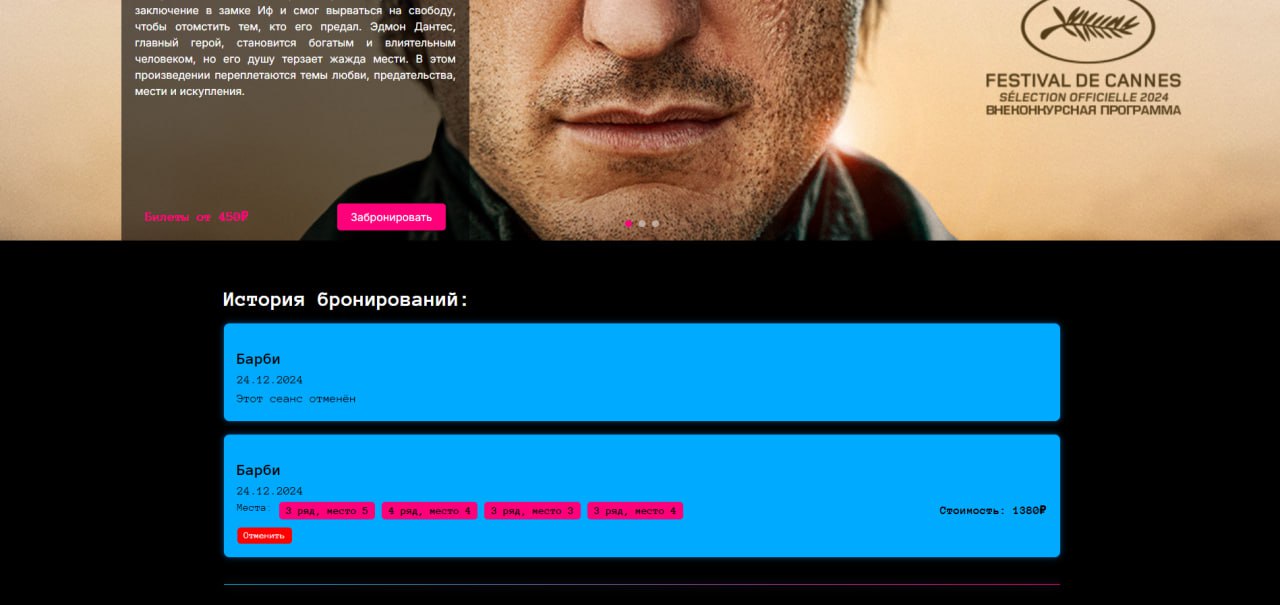 заключение в замке Иф и смог вырваться на свободу,
чтобы отомстить тем, кто его предал. Эдмон Дантес,
главный герой, становится богатым и влиятельным
человеком, но его душу терзает жажда мести. В этом
произведении переплетаются темы любви, предательства,
мести и искупления.
Билеты от 450₽
Забронировать
FESTIVAL DE CANNES
SÉLECTION OFFICIELLE 2024
ВНЕКОНКУРСНАЯ ПРОГРАММА
История бронирований:
Барби
24.12.2024
Этот сеанс отменён
Барби
24.12.2024
Места: 3 ряд, место 5 4 ряд, место 4 3 ряд, место 3 3 ряд, место 4
Стоимость: 1380₽
Отменить